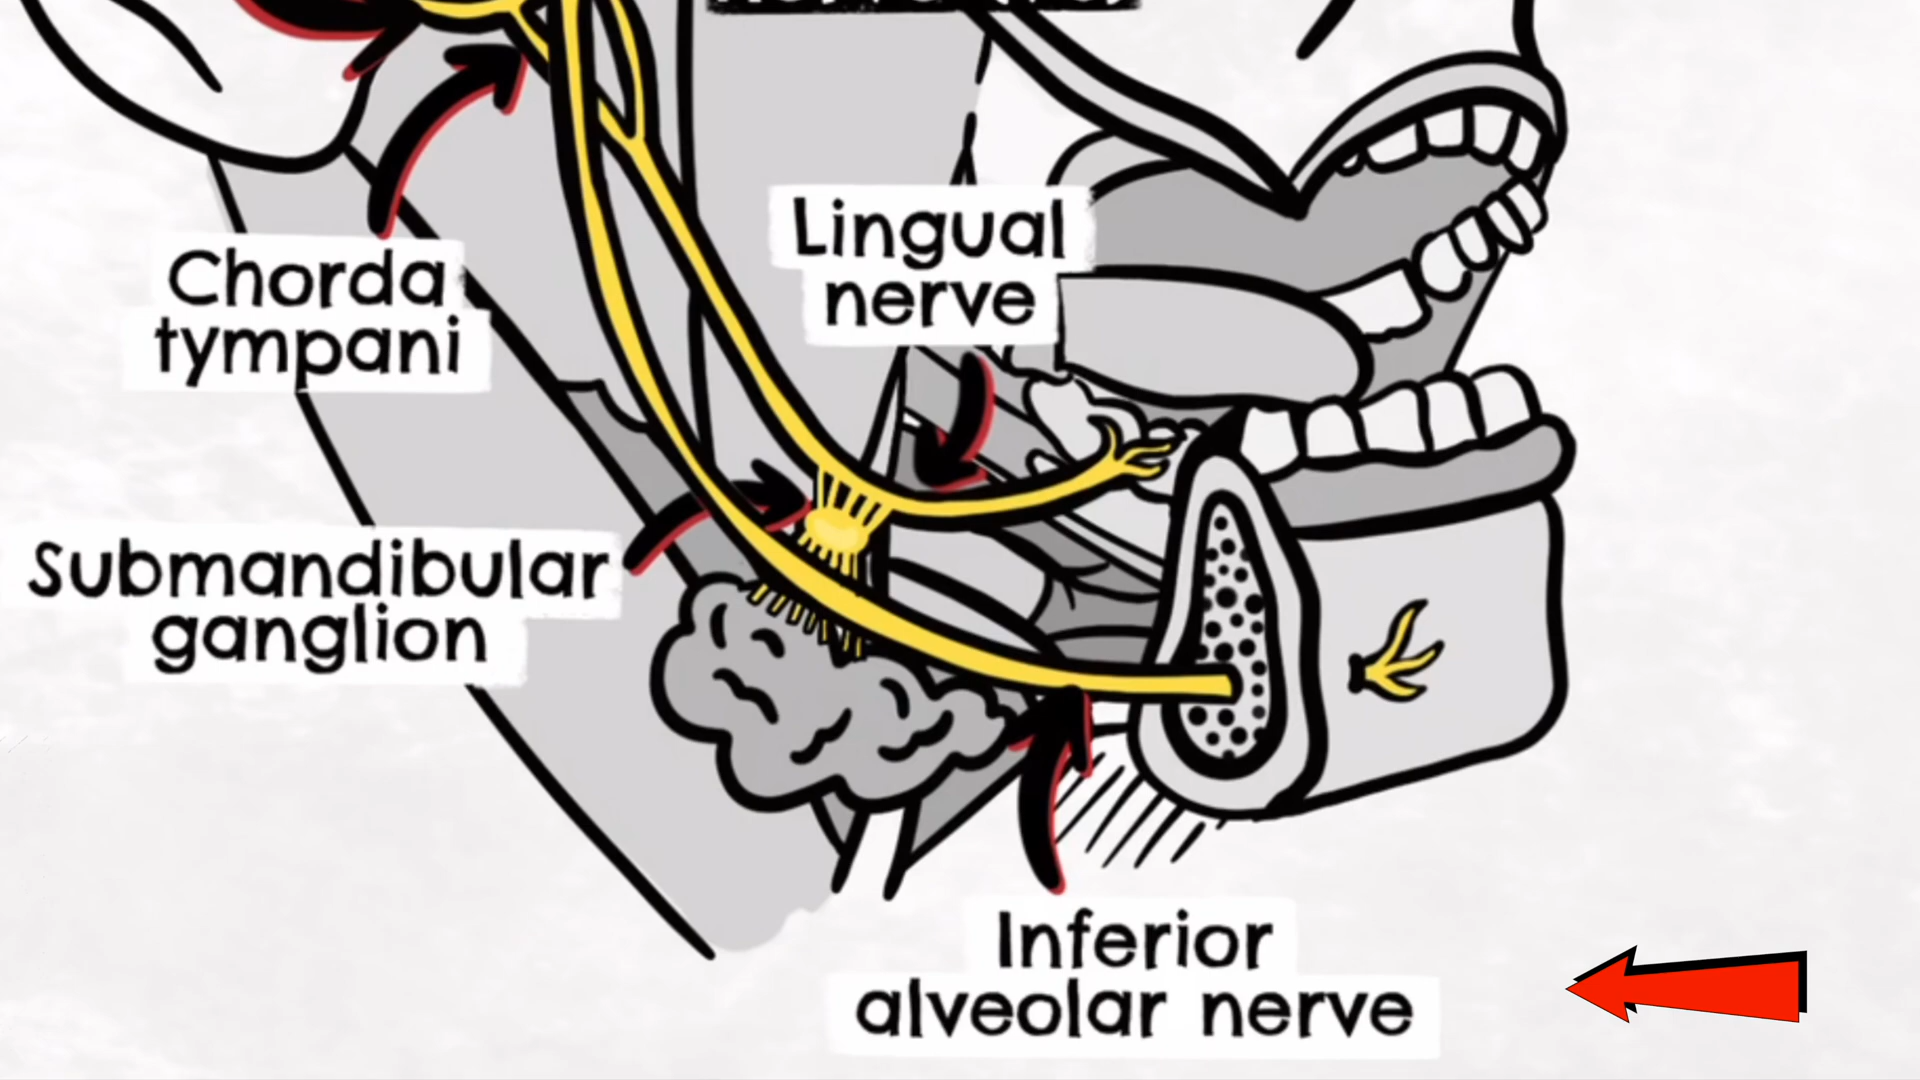 Lingual
nerve
Chorda
tympani
Submandibular
ganglion
Inferior
alveolar nerve